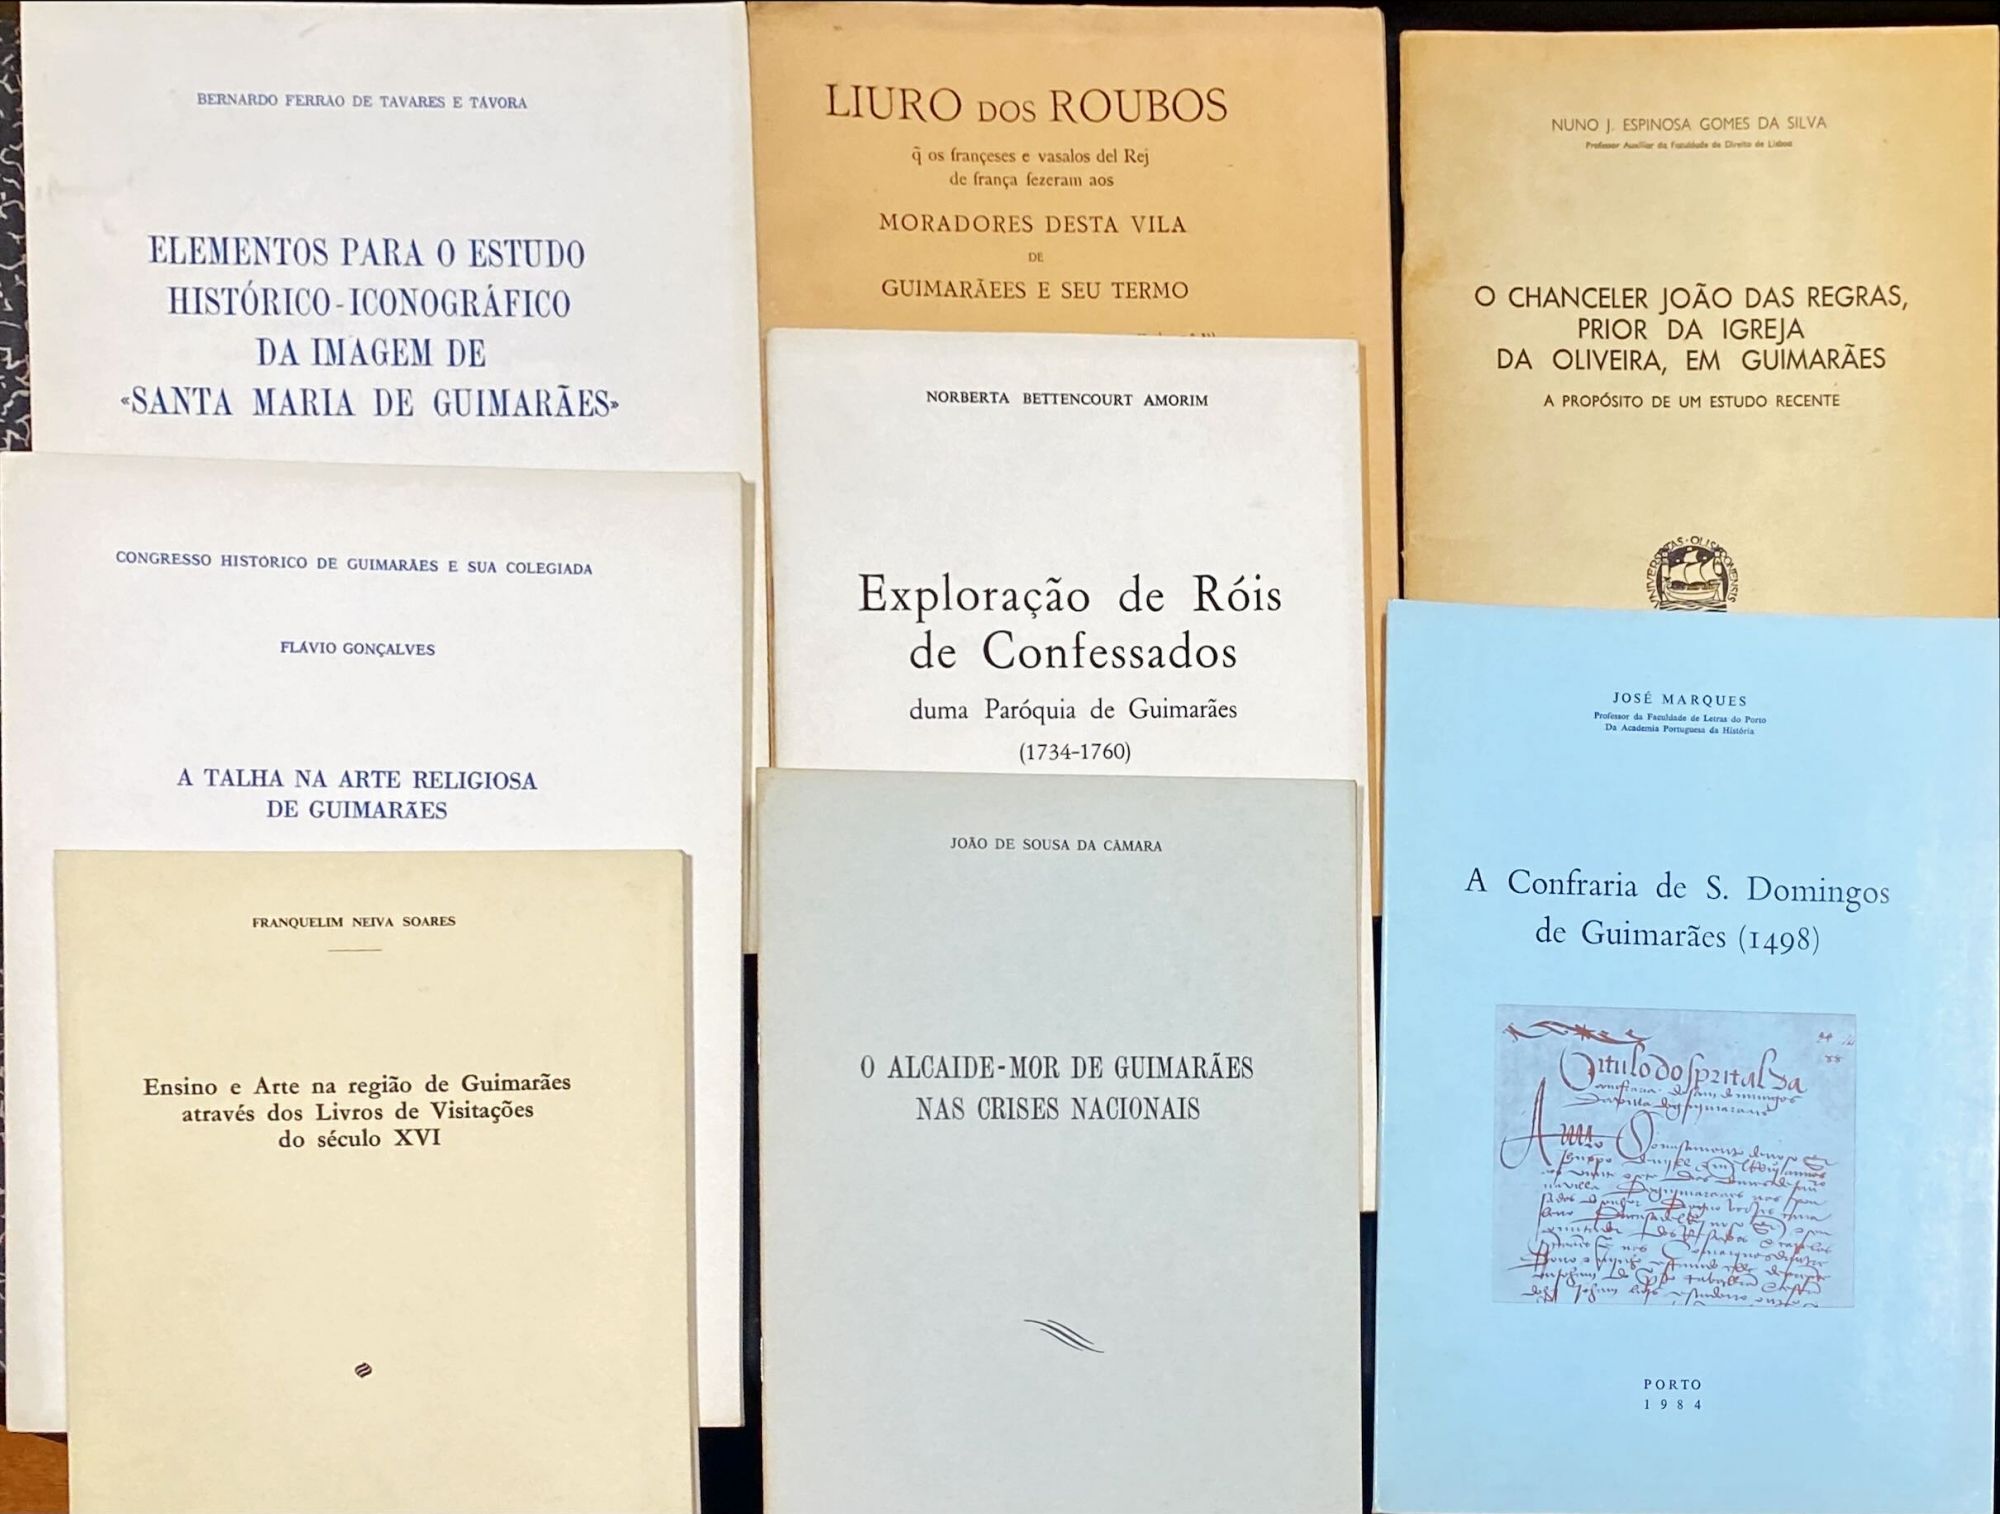 BERNARDO FERRÃO DE TAVARES E TÁVORA
ELEMENTOS PARA O ESTUDO
HISTÓRICO-ICONOGRÁFICO
DA IMAGEM DE
«SANTA MARIA DE GUIMARÃES»
LIURO DOS ROUBOS
q̃ os françeses e vasalos del Rej
de frança fezeram aos
MORADORES DESTA VILA
DE
GUIMARÃEES E SEU TERMO
NUNO J. ESPINOSA GOMES DA SILVA
Professor Auxiliar da Faculdade de Direito de Lisboa
O CHANCELER JOÃO DAS REGRAS,
PRIOR DA IGREJA
DA OLIVEIRA, EM GUIMARÃES
A PROPÓSITO DE UM ESTUDO RECENTE
CONGRESSO HISTÓRICO DE GUIMARÃES E SUA COLEGIADA
FLÁVIO GONÇALVES
A TALHA NA ARTE RELIGIOSA
DE GUIMARÃES
NORBERTA BETTENCOURT AMORIM
Exploração de Róis
de Confessados
duma Paróquia de Guimarães
(1734-1760)
JOSÉ MARQUES
Professor da Faculdade de Letras do Porto
Da Academia Portuguesa da História
A Confraria de S. Domingos
de Guimarães (1498)
PORTO
1984
FRANQUELIM NEIVA SOARES
Ensino e Arte na região de Guimarães
através dos Livros de Visitações
do século XVI
JOÃO DE SOUSA DA CÂMARA
O ALCAIDE-MOR DE GUIMARÃES
NAS CRISES NACIONAIS